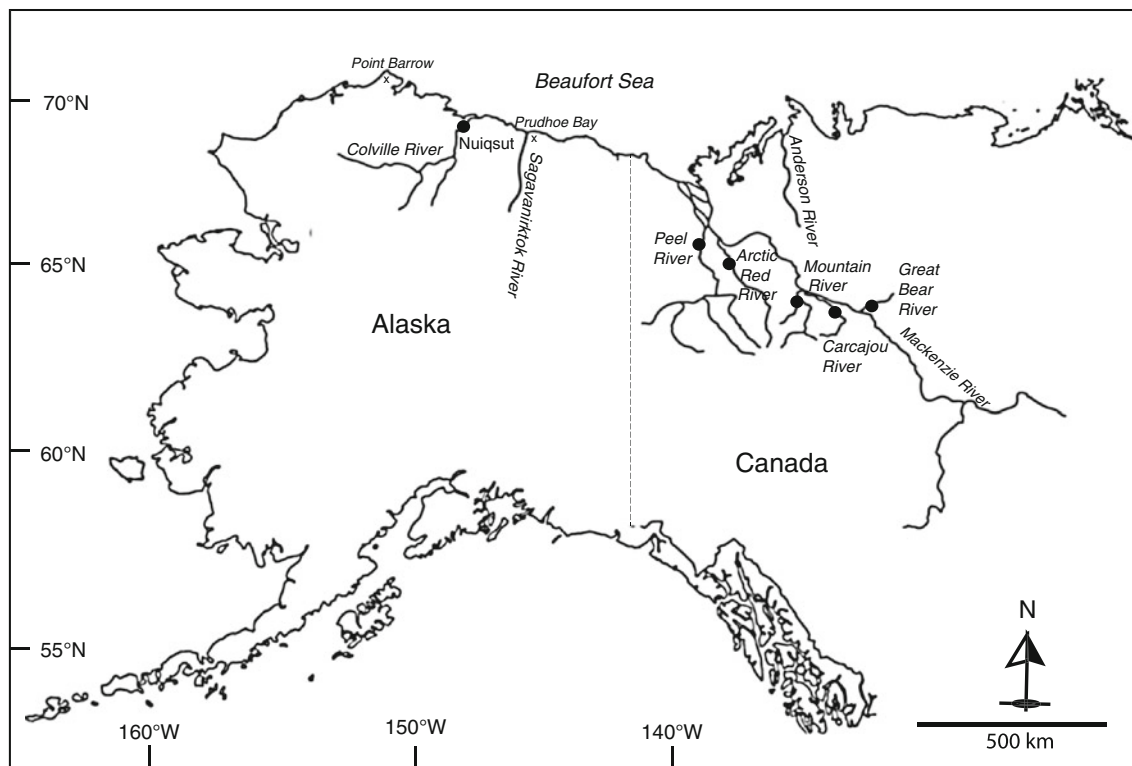 Point Barrow
Beaufort Sea
70°N
Prudhoe Bay
Nuiqsut
Colville River
Sagavanirktok River
Anderson River
Peel
River
Arctic
Red
River
Mountain
River
Great
Bear
River
65°N
Alaska
Carcajou
River
Mackenzie River
60°N
Canada
55°N
N
500 km
160°W
150°W
140°W